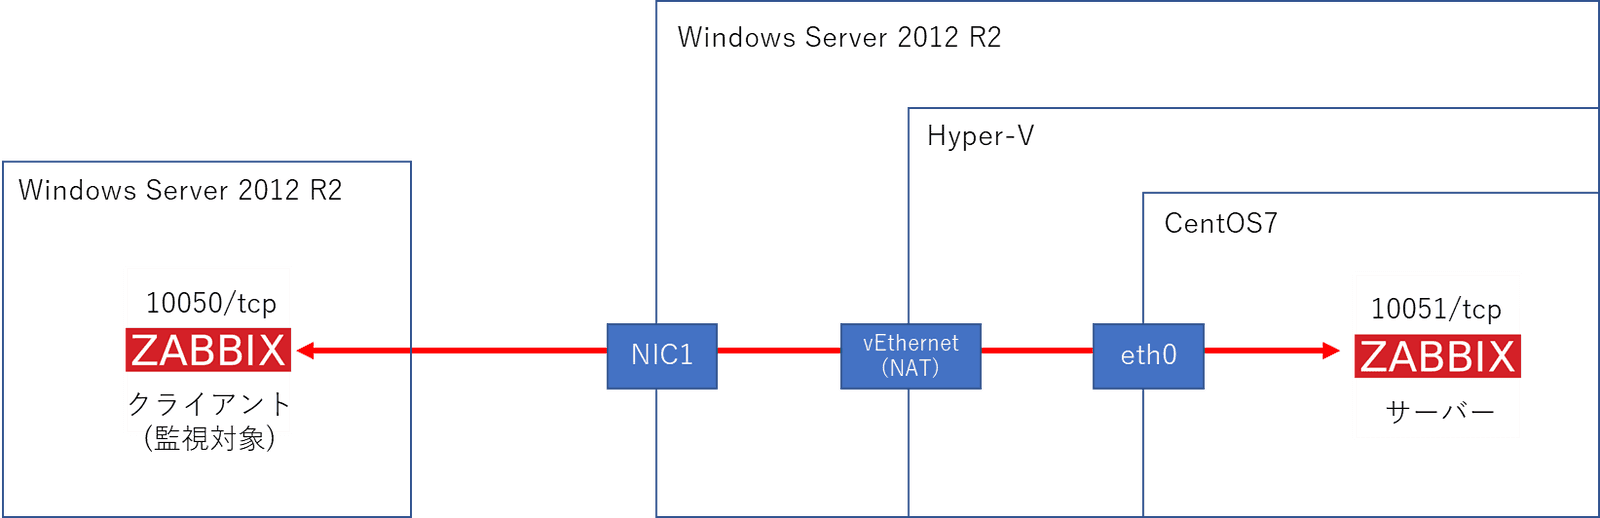 Windows Server 2012 R2
10050/tcp
ZABBIX
クライアント
(監視対象)
Windows Server 2012 R2
Hyper-V
CentOS7
NIC1
vEthernet
(NAT)
eth0
10051/tcp
ZABBIX
サーバー